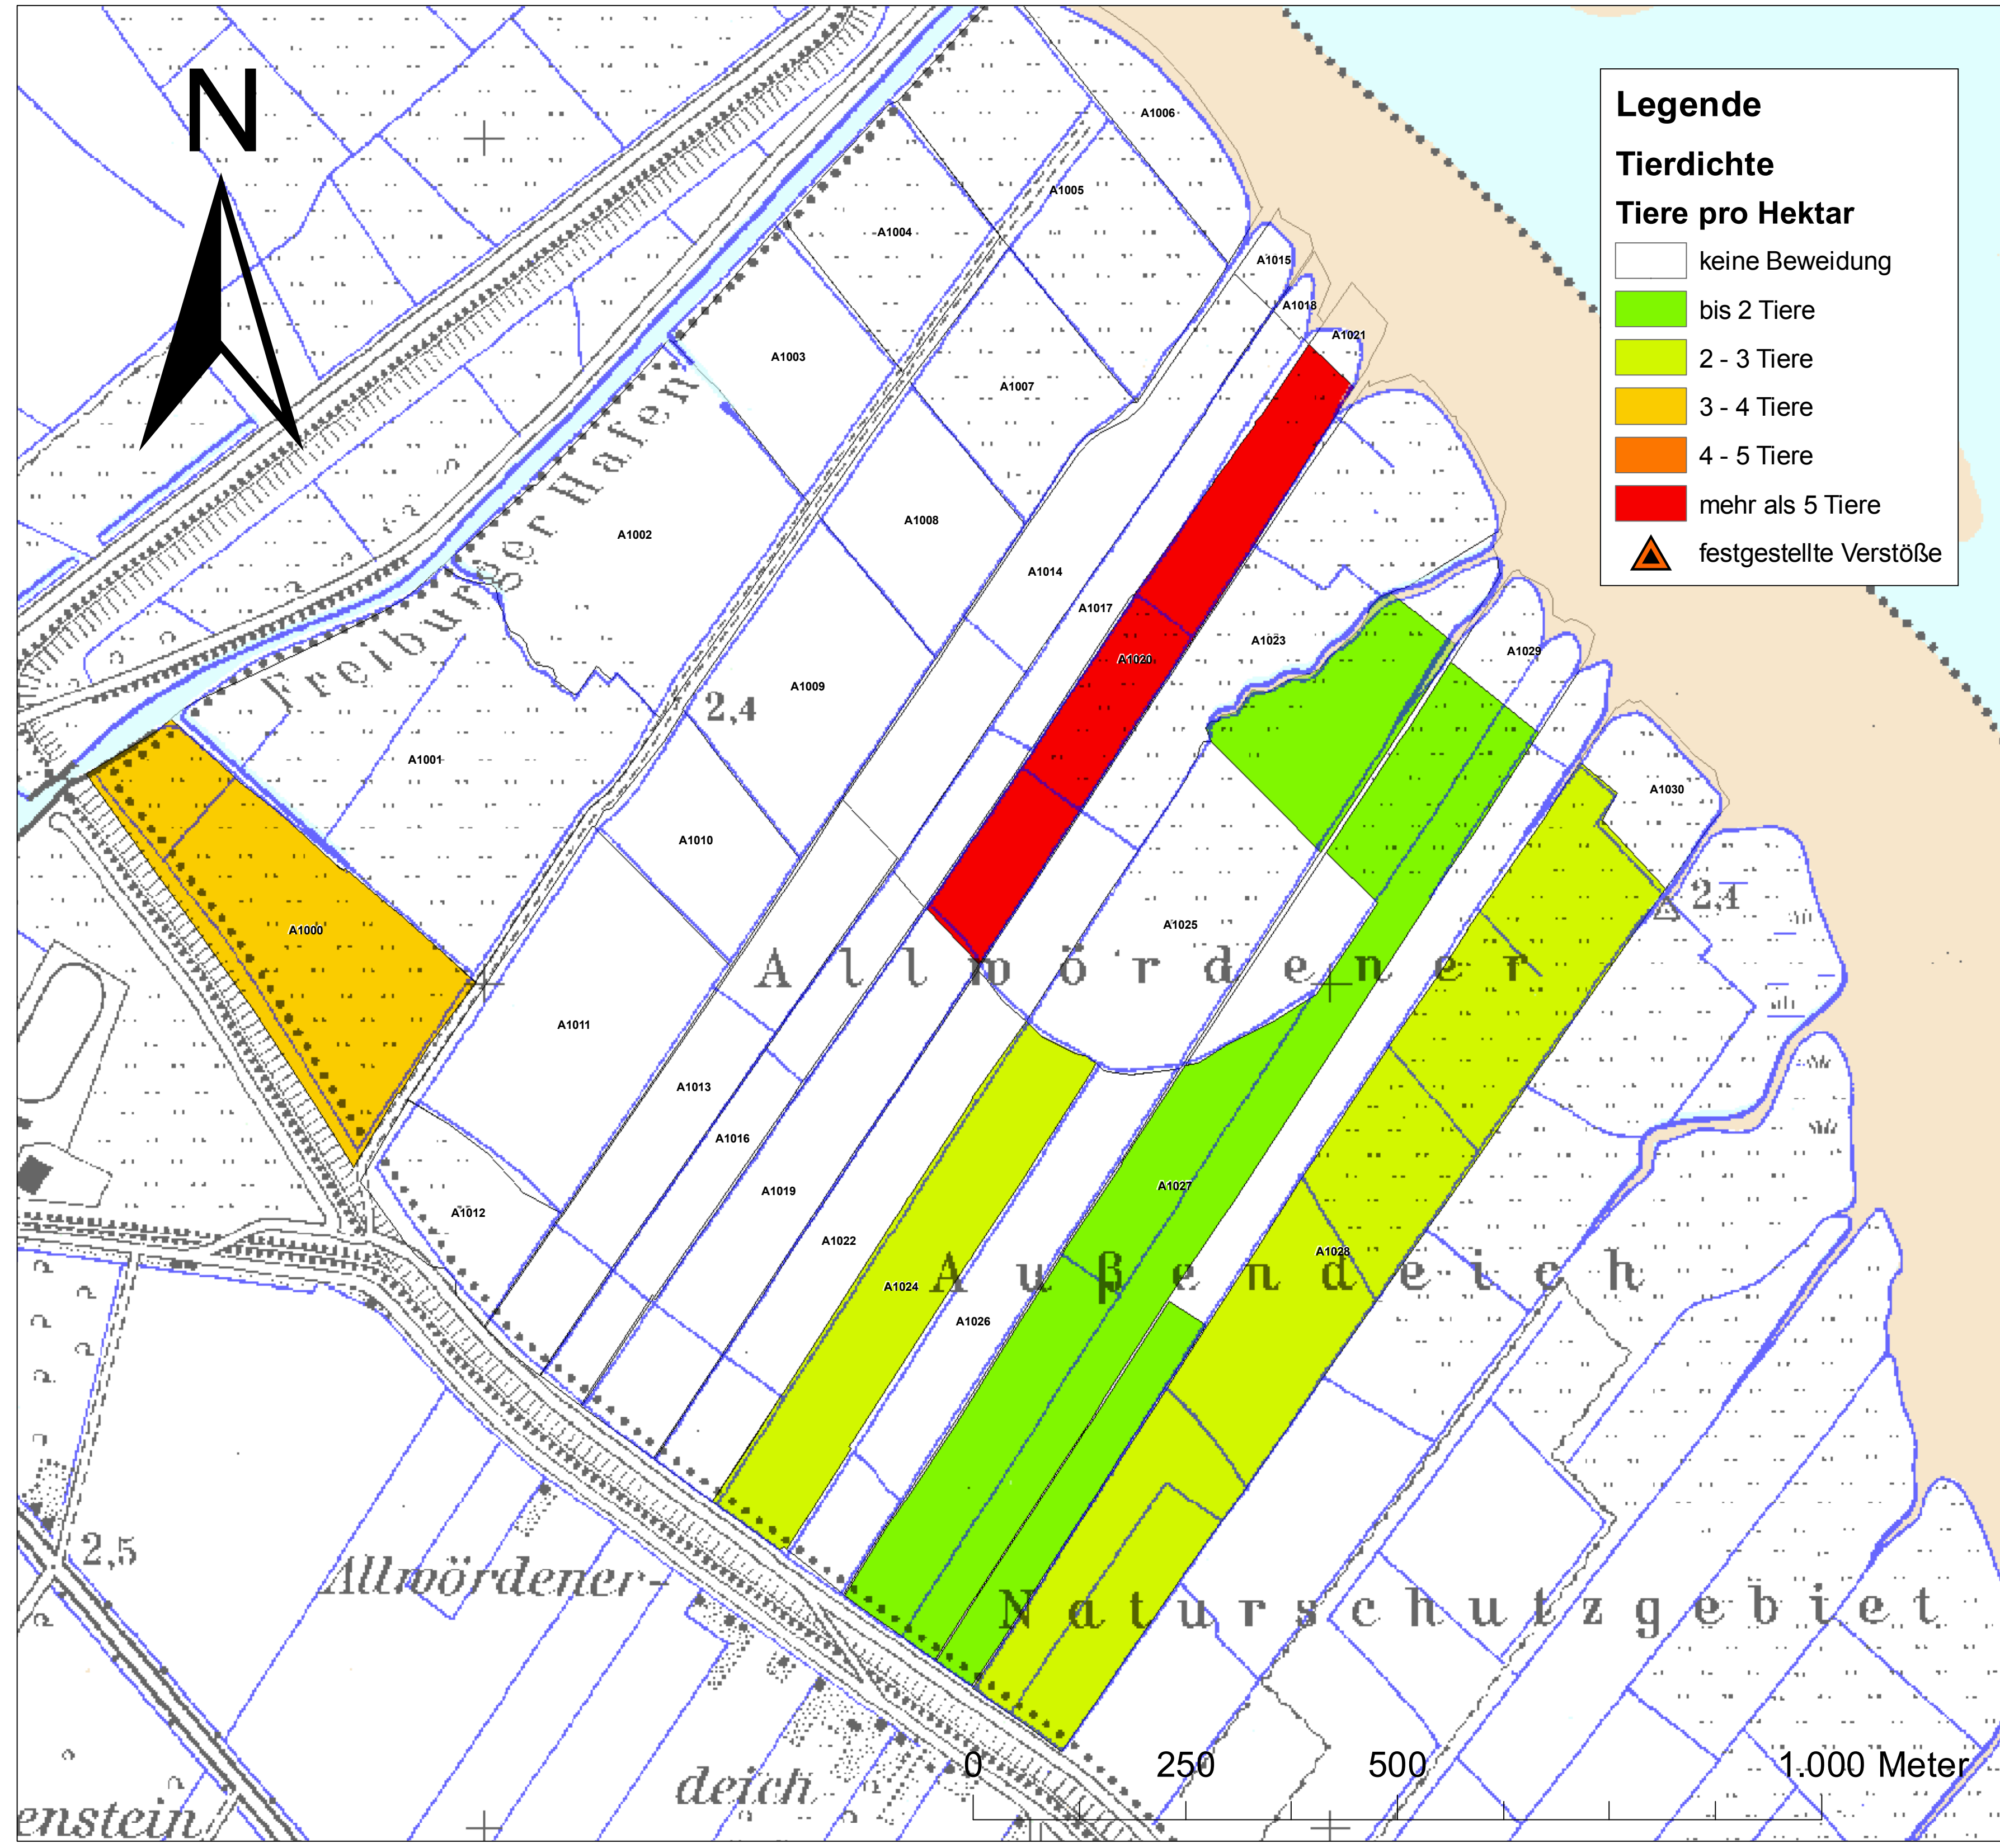 N
Legende
Tierdichte
Tiere pro Hektar
keine Beweidung
bis 2 Tiere
2 - 3 Tiere
3 - 4 Tiere
4 - 5 Tiere
mehr als 5 Tiere
festgestellte Verstöße
A1006
A1005
A1004
A1015
A1018
A1021
A1003
A1007
Freiburger Hafen
A1002
A1008
A1014
A1017
A1023
A1029
A1020
A1009
2,4
A1001
A1030
A1010
2,4
A1000
A1025
Allwördener
A1011
A1013
A1016
A1027
A1019
A1012
A1022
A1028
A1024
Außendeich
A1026
2,5
Allwördener-
Naturschutzgebiet
deich
enstein
0 250 500 1.000 Meter